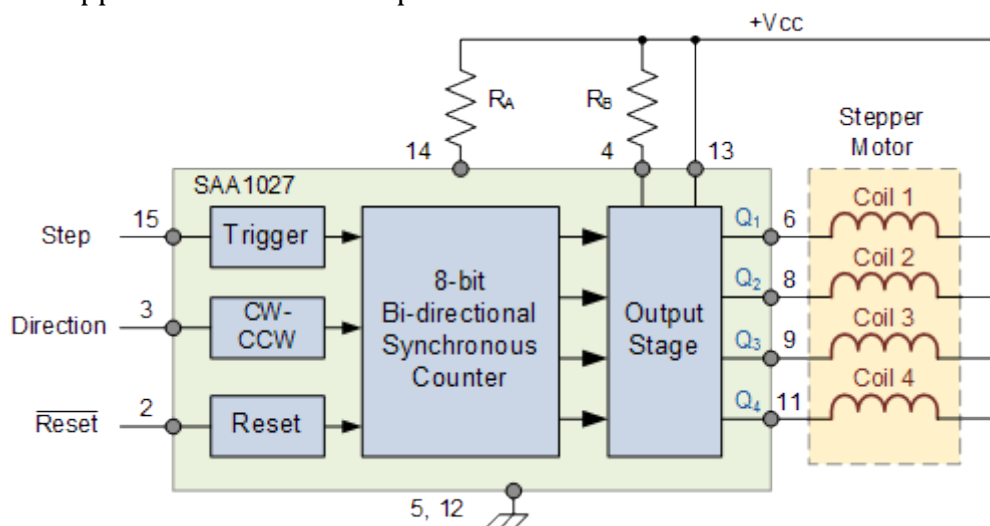 +Vcc
RA
RB
Stepper
Motor
14
4
13
SAA1027
Step
15
Trigger
Q1
6
Coil 1
8-bit
Bi-directional
Synchronous
Counter
Output
Stage
Direction
3
CW-
CCW
Q2
8
Coil 2
Q3
9
Coil 3
Reset
2
Reset
Q4
11
Coil 4
5, 12